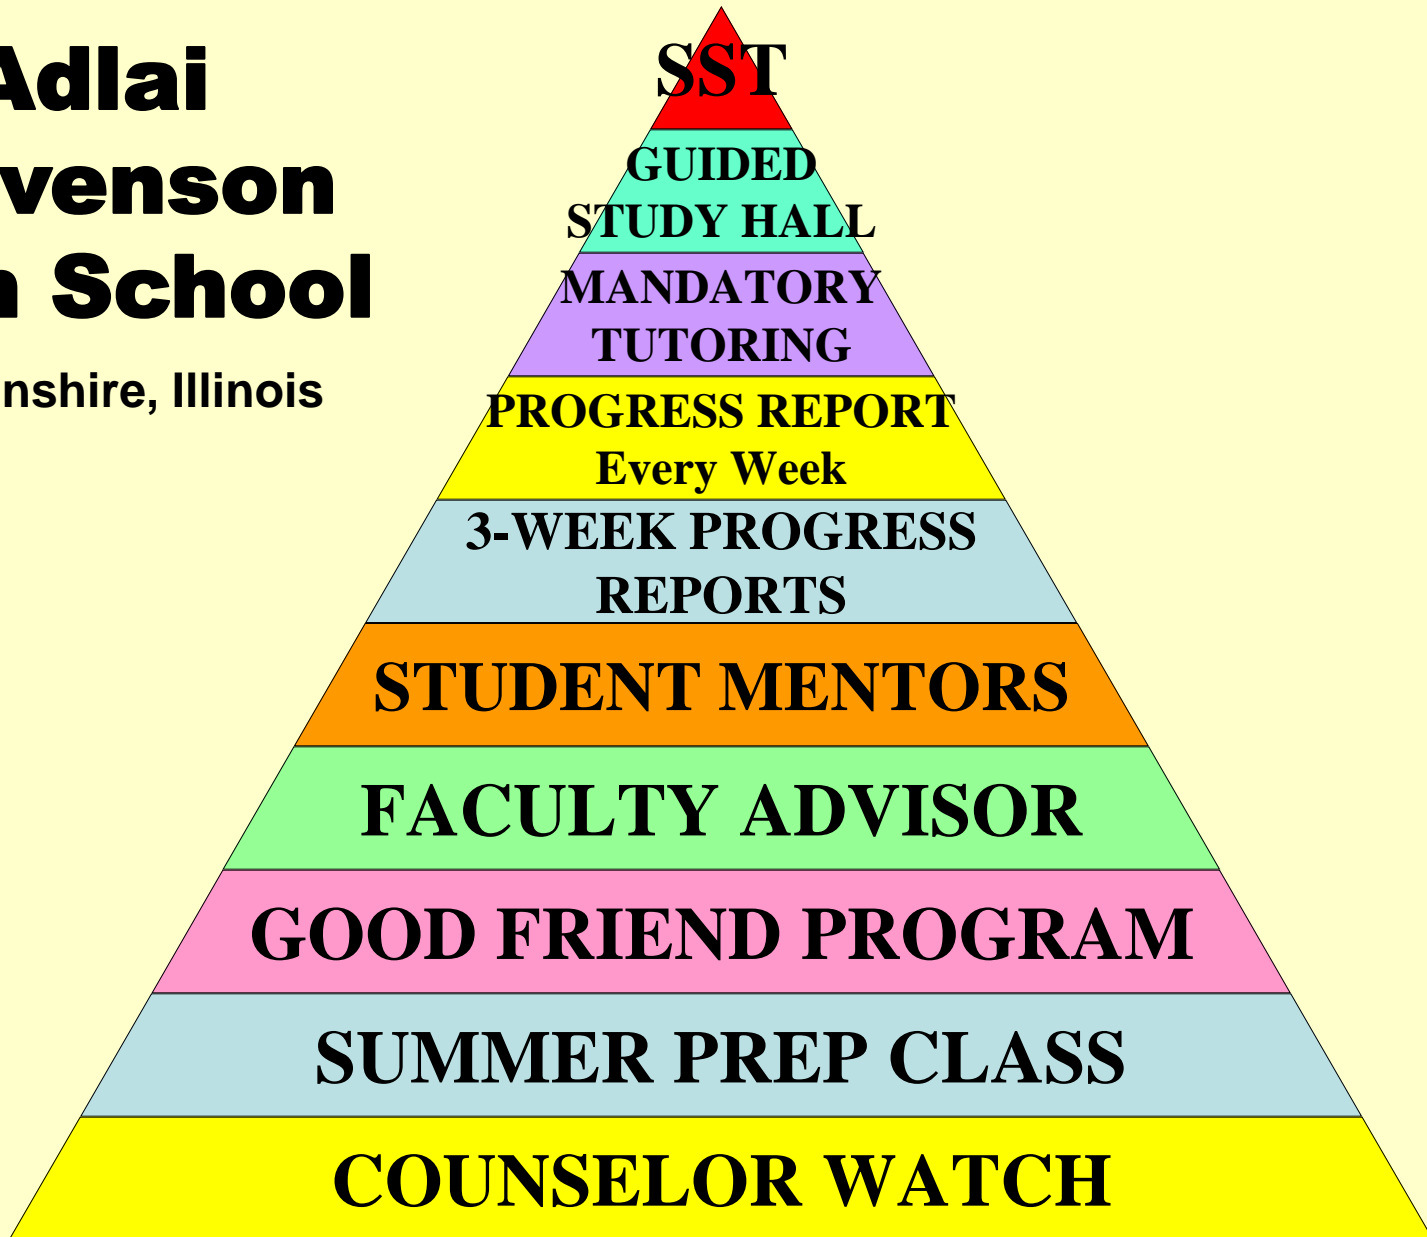 Adlai
venson
School
nshire, Illinois
SST
GUIDED
STUDY HALL
MANDATORY
TUTORING
PROGRESS REPORT
Every Week
3-WEEK PROGRESS
REPORTS
STUDENT MENTORS
FACULTY ADVISOR
GOOD FRIEND PROGRAM
SUMMER PREP CLASS
COUNSELOR WATCH